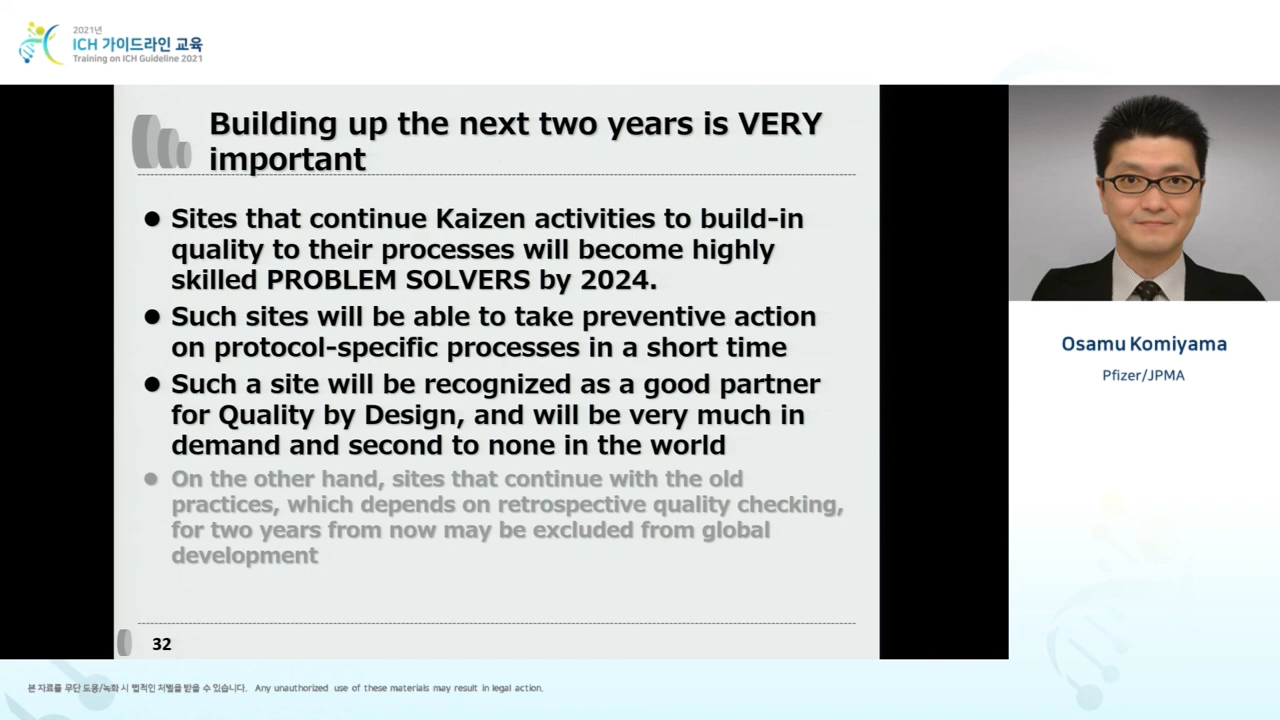 2021년
ICH 가이드라인 교육
Training on ICH Guideline 2021
Building up the next two years is VERY
important
● Sites that continue Kaizen activities to build-in
quality to their processes will become highly
skilled PROBLEM SOLVERS by 2024.
● Such sites will be able to take preventive action
on protocol-specific processes in a short time
● Such a site will be recognized as a good partner
for Quality by Design, and will be very much in
demand and second to none in the world
● On the other hand, sites that continue with the old
practices, which depends on retrospective quality checking,
for two years from now may be excluded from global
development
32
Osamu Komiyama
Pfizer/JPMA
본 자료를 무단 도용/녹화 시 법적인 처벌을 받을 수 있습니다. Any unauthorized use of these materials may result in legal action.